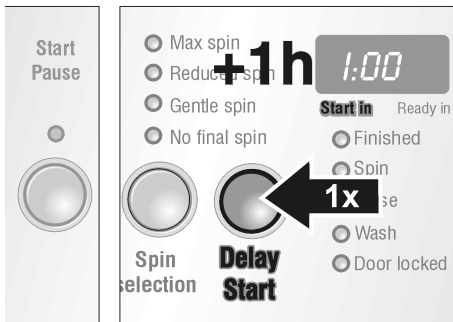 Start
Pause
Max spin
Reduced spin
+1h
Gentle spin
No final spin
1:00
Start in Ready in
Finished
Spin
1x
Wash
Door locked
Spin
selection
Delay
Start